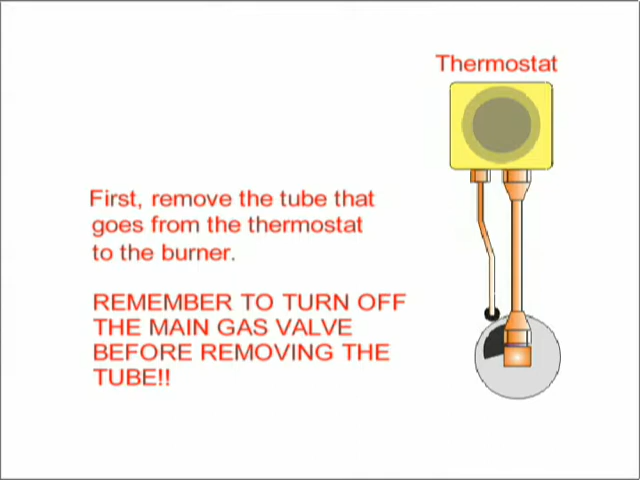 Thermostat
First, remove the tube that
goes from the thermostat
to the burner.
REMEMBER TO TURN OFF
THE MAIN GAS VALVE
BEFORE REMOVING THE
TUBE!!